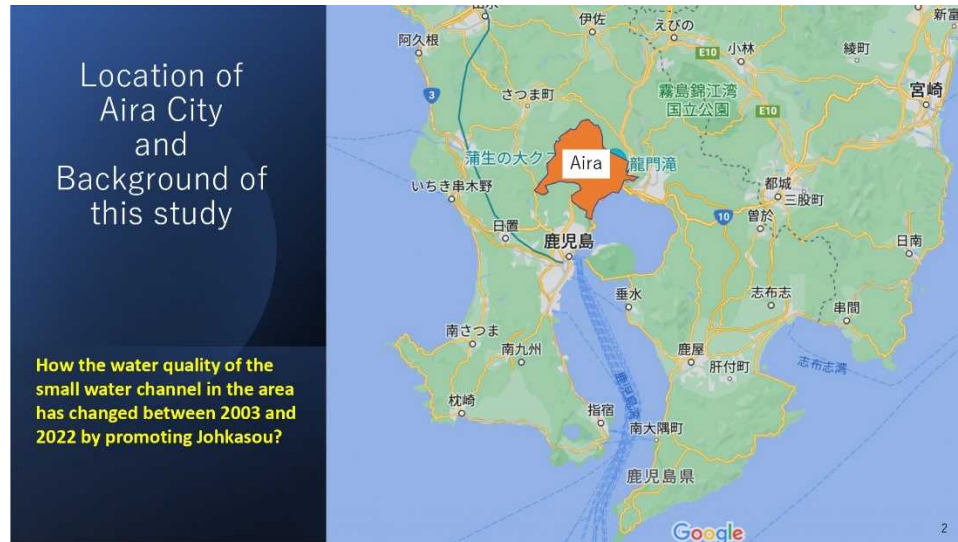 Location of
Aira City
and
Background of
this study
How the water quality of the
small water channel in the area
has changed between 2003 and
2022 by promoting Johkasou?
阿久根
伊佐
えびの
E10
小林
綾町
新富
3
さつま町
霧島錦江湾
国立公園
E10
宮崎
蒲生の大クス
Aira
龍門滝
いちき串木野
都城
三股町
日置
10
曽於
鹿児島
日南
垂水
志布志
串間
南さつま
鹿屋
志布志湾
南九州
肝付町
枕崎
指宿
南大隅町
鹿児島県
Google
2